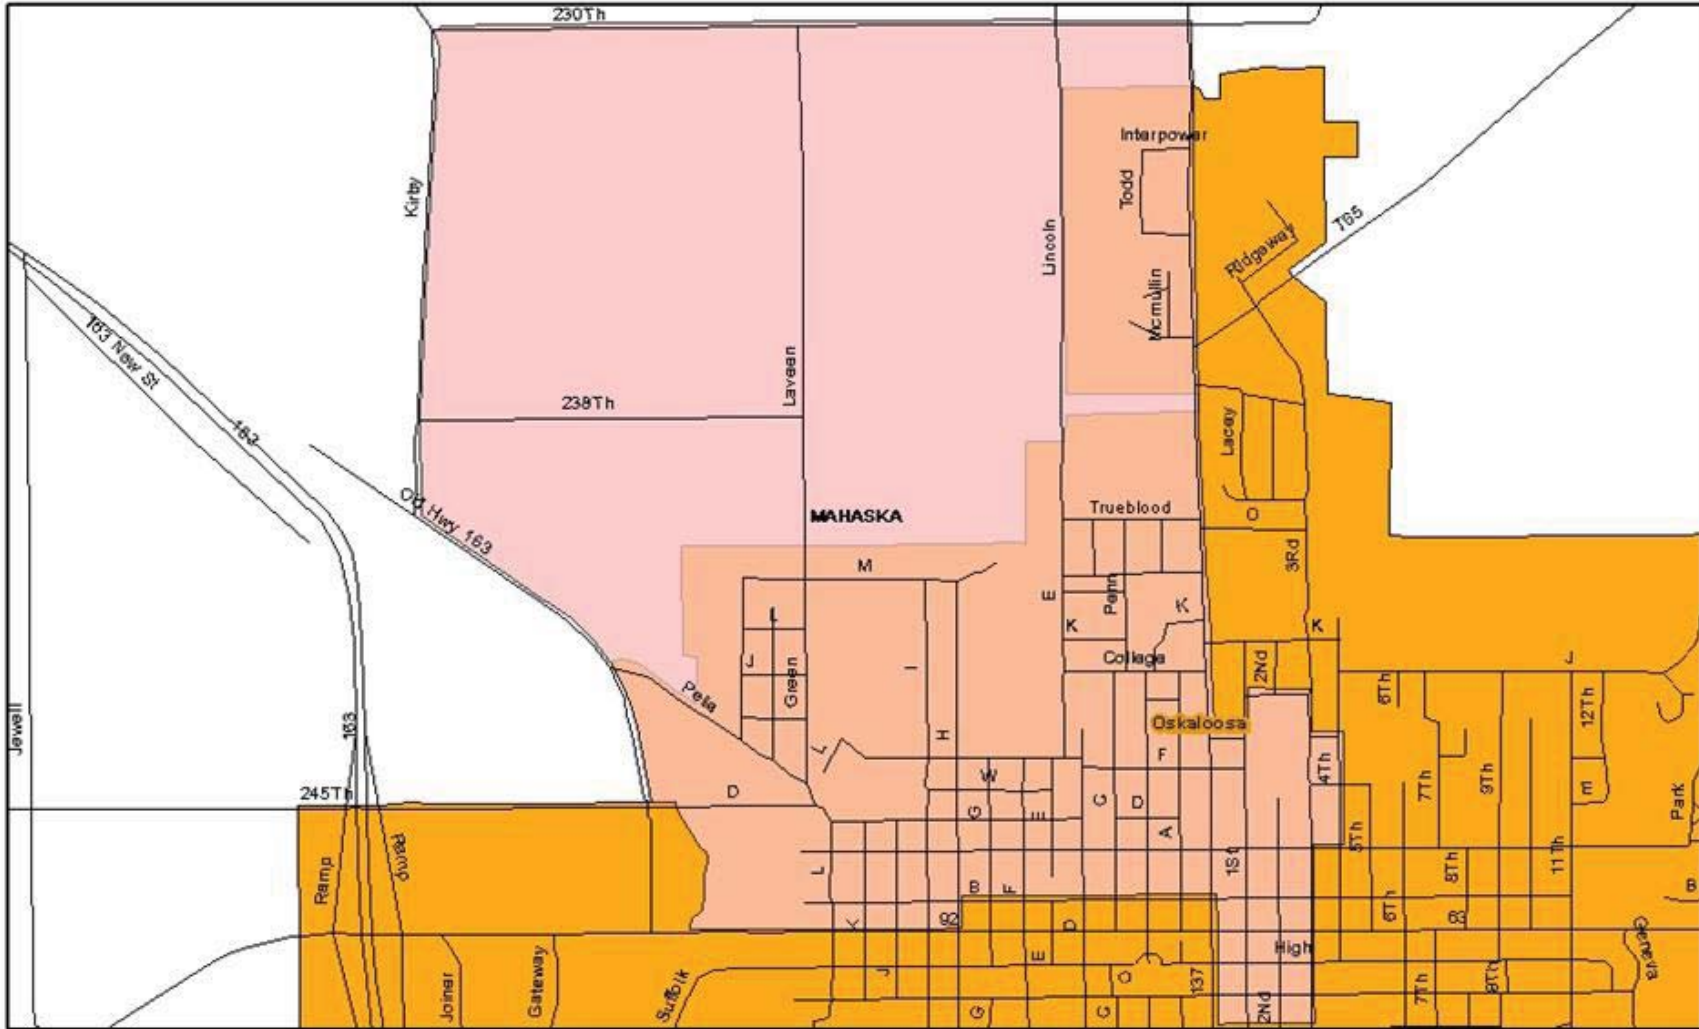 230Th
Interpower
Kirby
Todd
T65
Lincoln
Ridgeway
Mcmullin
163 New St
Laveen
238Th
163
Lacey
Old Hwy 163
MAHASKA
Trueblood
O
3Rd
M
E
Penn
K
L
K
K
J
I
College
2Nd
J
Green
Pella
6Th
12Th
Jewell
163
L
H
Oskaloosa
F
4Th
W
7Th
9Th
245Th
D
G
E
C
D
A
m
Park
Ramp
Ramp
L
B
F
1St
5Th
8Th
11Th
B
K
92
D
6Th
63
High
Geneva
Joiner
Gateway
Suffolk
J
E
J
O
137
2Nd
7Th
8Th
G
C